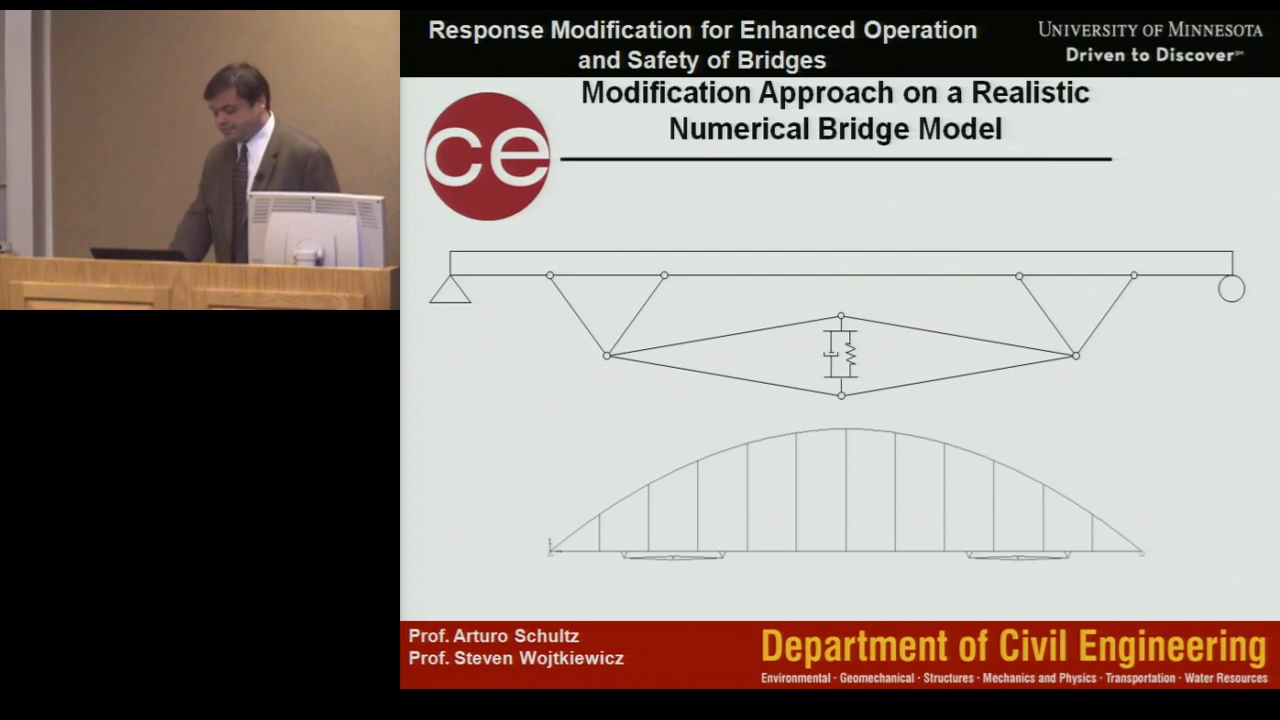 Response Modification for Enhanced Operation
and Safety of Bridges
UNIVERSITY OF MINNESOTA
Driven to Discover℠
ce
Modification Approach on a Realistic
Numerical Bridge Model
Prof. Arturo Schultz
Prof. Steven Wojtkiewicz
Department of Civil Engineering
Environmental · Geomechanical · Structures · Mechanics and Physics · Transportation · Water Resources